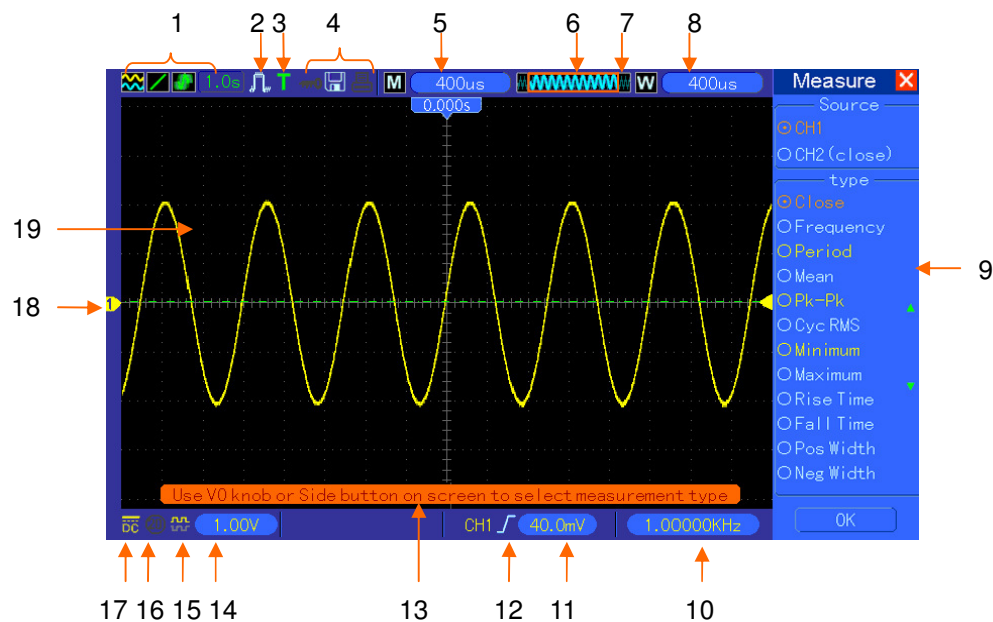 1 2 3 4 5 6 7 8
1.0s T M 400us W 400us Measure X
0.000s
Source
CH1
CH2(close)
type
Close
Frequency
Period
Mean
Pk-Pk
Cyc RMS
Minimum
Maximum
Rise Time
Fall Time
Pos Width
Neg Width
OK
19
18
1
9
Use V0 knob or Side button on screen to select measurement type
DC 1.00V CH1 40.0mV 1.00000KHz
17 16 15 14 13 12 11 10